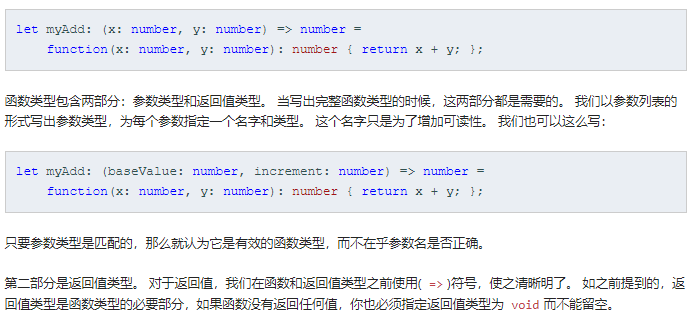 let myAdd: (x: number, y: number) => number =
    function(x: number, y: number): number { return x + y; };
函数类型包含两部分：参数类型和返回值类型。 当写出完整函数类型的时候，这两部分都是需要的。 我们以参数列表的
形式写出参数类型，为每个参数指定一个名字和类型。 这个名字只是为了增加可读性。 我们也可以这么写：
let myAdd: (baseValue: number, increment: number) => number =
    function(x: number, y: number): number { return x + y; };
只要参数类型是匹配的，那么就认为它是有效的函数类型，而不在乎参数名是否正确。
第二部分是返回值类型。 对于返回值，我们在函数和返回值类型之前使用( => )符号，使之清晰明了。 如之前提到的，返
回值类型是函数类型的必要部分，如果函数没有返回任何值，你也必须指定返回值类型为 void 而不能留空。